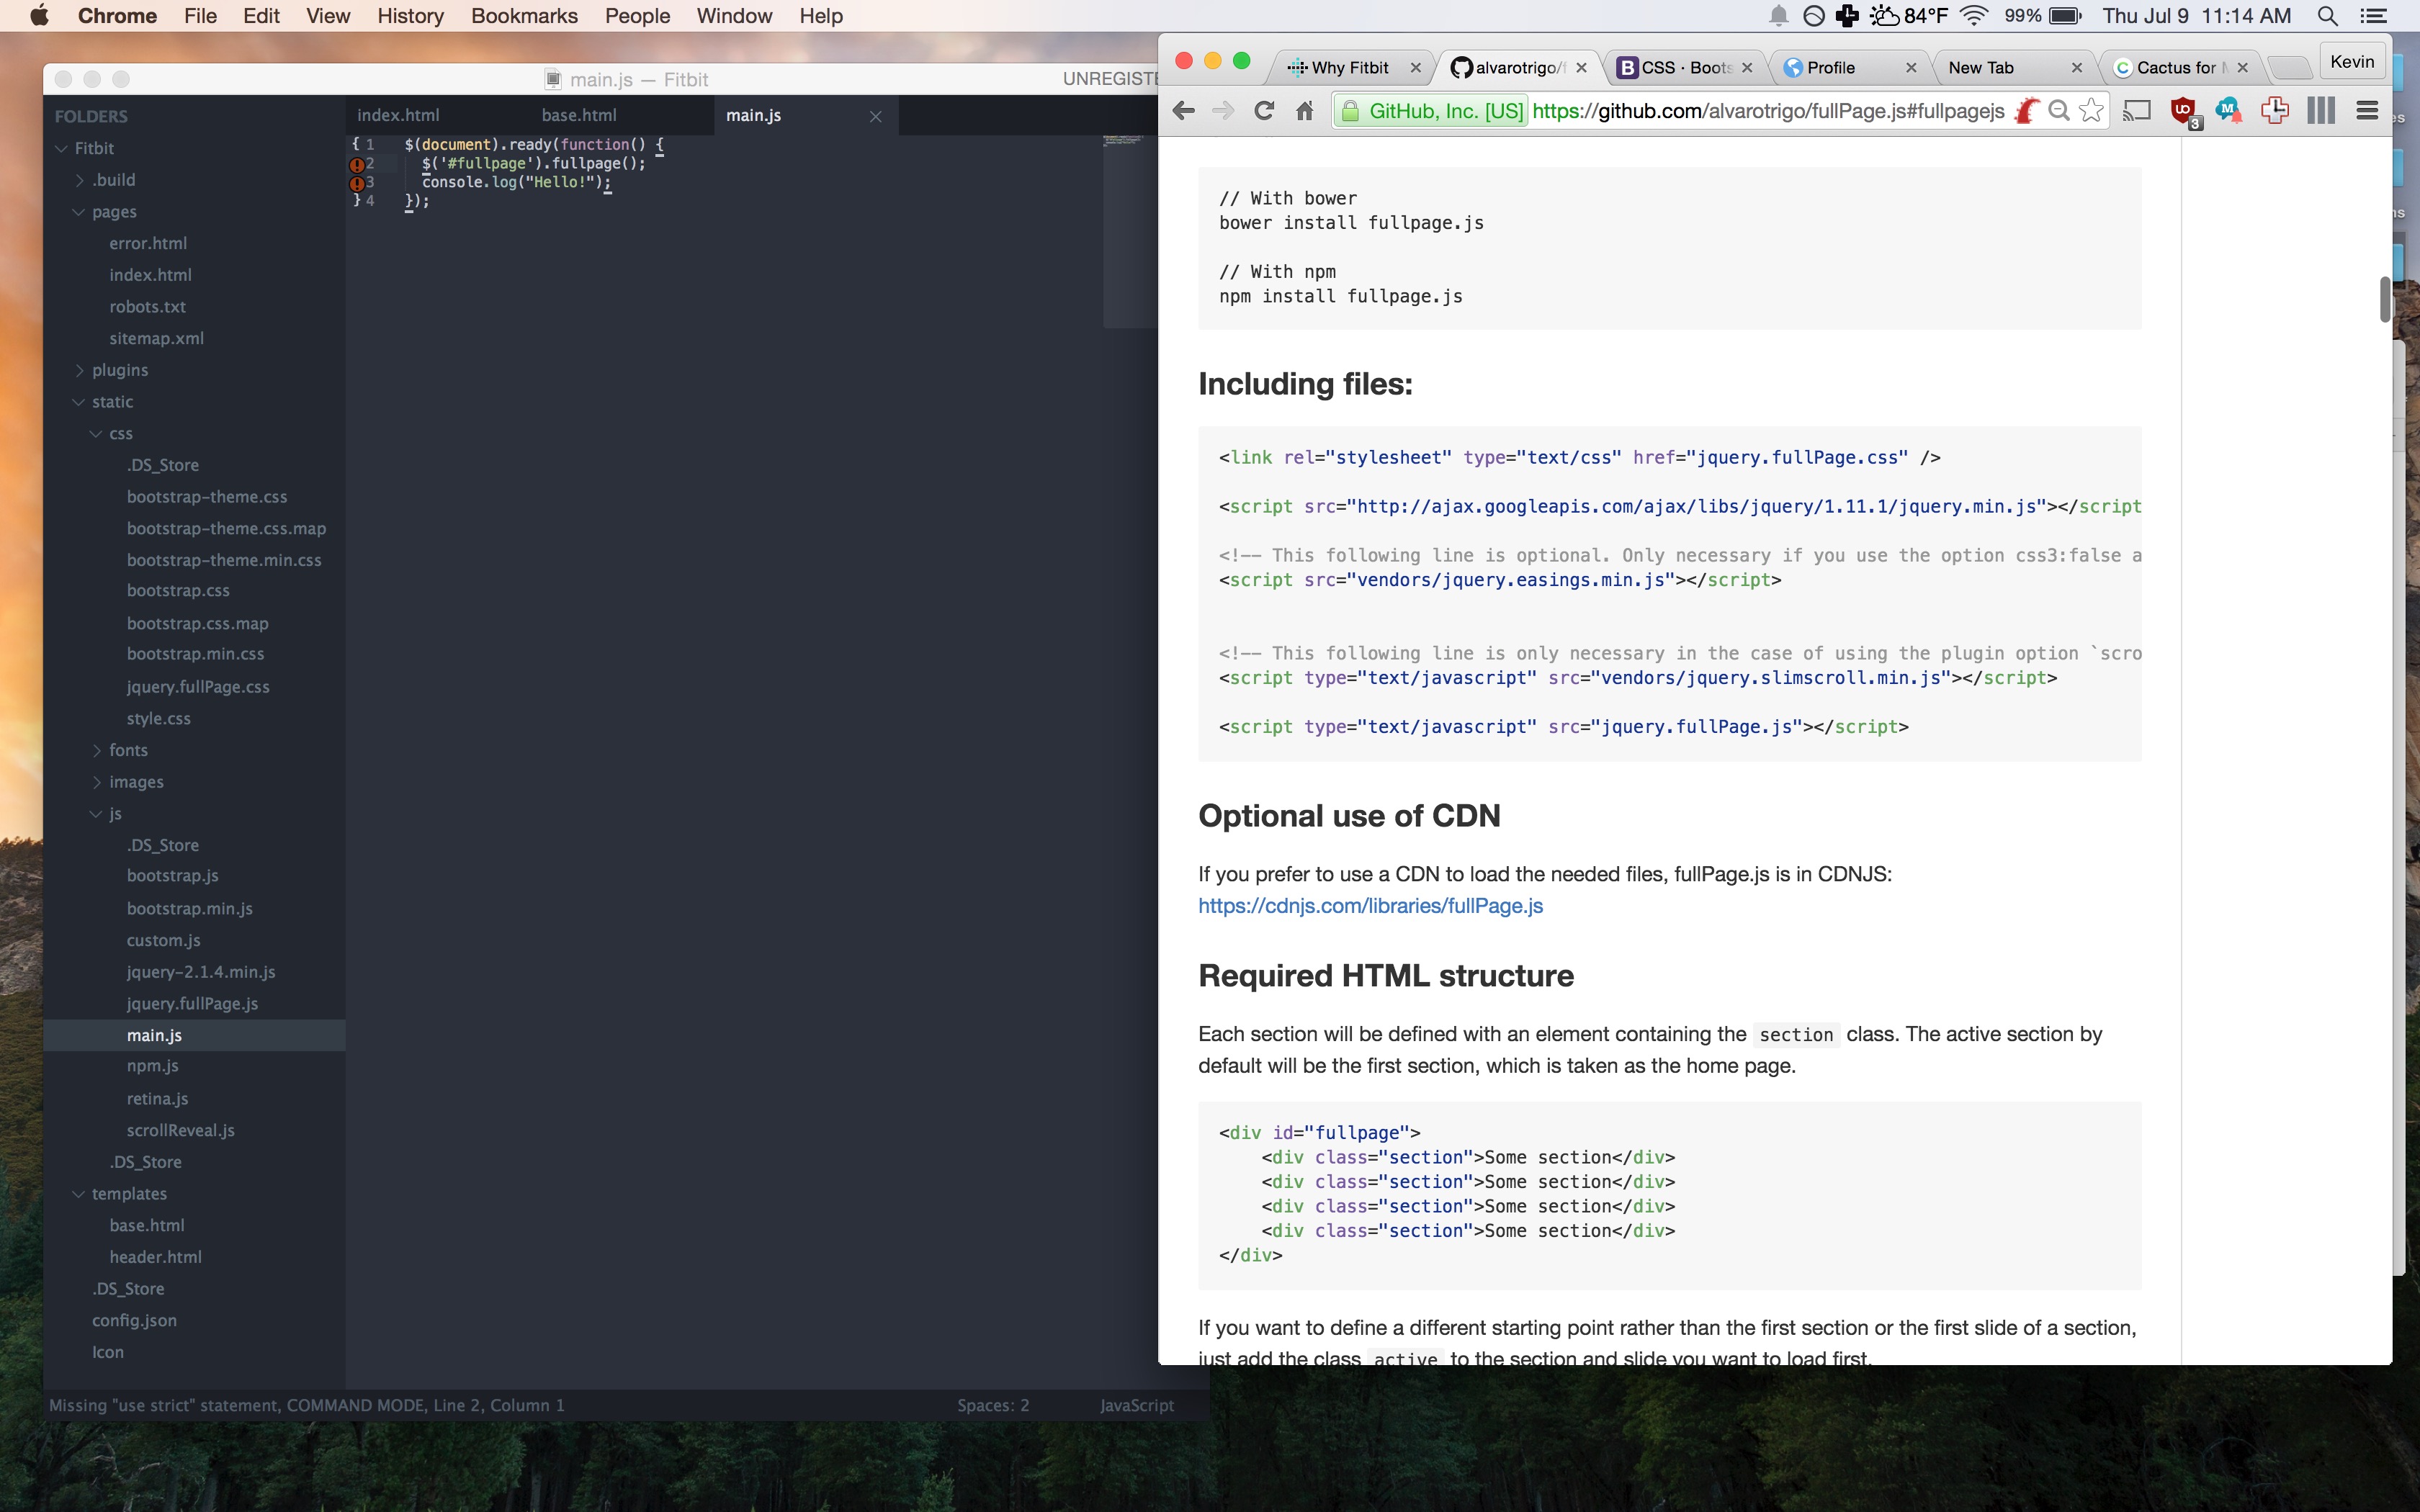 Chrome File Edit View History Bookmarks People Window Help
84°F 99% Thu Jul 9 11:14 AM
main.js — Fitbit
UNREGISTE
FOLDERS
Fitbit
.build
pages
error.html
index.html
robots.txt
sitemap.xml
plugins
static
css
.DS_Store
bootstrap-theme.css
bootstrap-theme.css.map
bootstrap-theme.min.css
bootstrap.css
bootstrap.css.map
bootstrap.min.css
jquery.fullPage.css
style.css
fonts
images
js
.DS_Store
bootstrap.js
bootstrap.min.js
custom.js
jquery-2.1.4.min.js
jquery.fullPage.js
main.js
npm.js
retina.js
scrollReveal.js
.DS_Store
templates
base.html
header.html
.DS_Store
config.json
Icon
index.html base.html main.js
{ 1 $(document).ready(function() {
2 $('#fullpage').fullpage();
3 console.log("Hello!");
} 4 });
Missing "use strict" statement, COMMAND MODE, Line 2, Column 1
Spaces: 2 JavaScript
Why Fitbit alvarotrigo/f CSS · Boots Profile New Tab Cactus for M Kevin
GitHub, Inc. [US] https://github.com/alvarotrigo/fullPage.js#fullpagejs
3
// With bower
bower install fullpage.js
// With npm
npm install fullpage.js
Including files:
<link rel="stylesheet" type="text/css" href="jquery.fullPage.css" />
<script src="http://ajax.googleapis.com/ajax/libs/jquery/1.11.1/jquery.min.js"></script
<!-- This following line is optional. Only necessary if you use the option css3:false a
<script src="vendors/jquery.easings.min.js"></script>
<!-- This following line is only necessary in the case of using the plugin option `scro
<script type="text/javascript" src="vendors/jquery.slimscroll.min.js"></script>
<script type="text/javascript" src="jquery.fullPage.js"></script>
Optional use of CDN
If you prefer to use a CDN to load the needed files, fullPage.js is in CDNJS:
https://cdnjs.com/libraries/fullPage.js
Required HTML structure
Each section will be defined with an element containing the section class. The active section by
default will be the first section, which is taken as the home page.
<div id="fullpage">
<div class="section">Some section</div>
<div class="section">Some section</div>
<div class="section">Some section</div>
<div class="section">Some section</div>
</div>
If you want to define a different starting point rather than the first section or the first slide of a section,
just add the class active to the section and slide you want to load first.